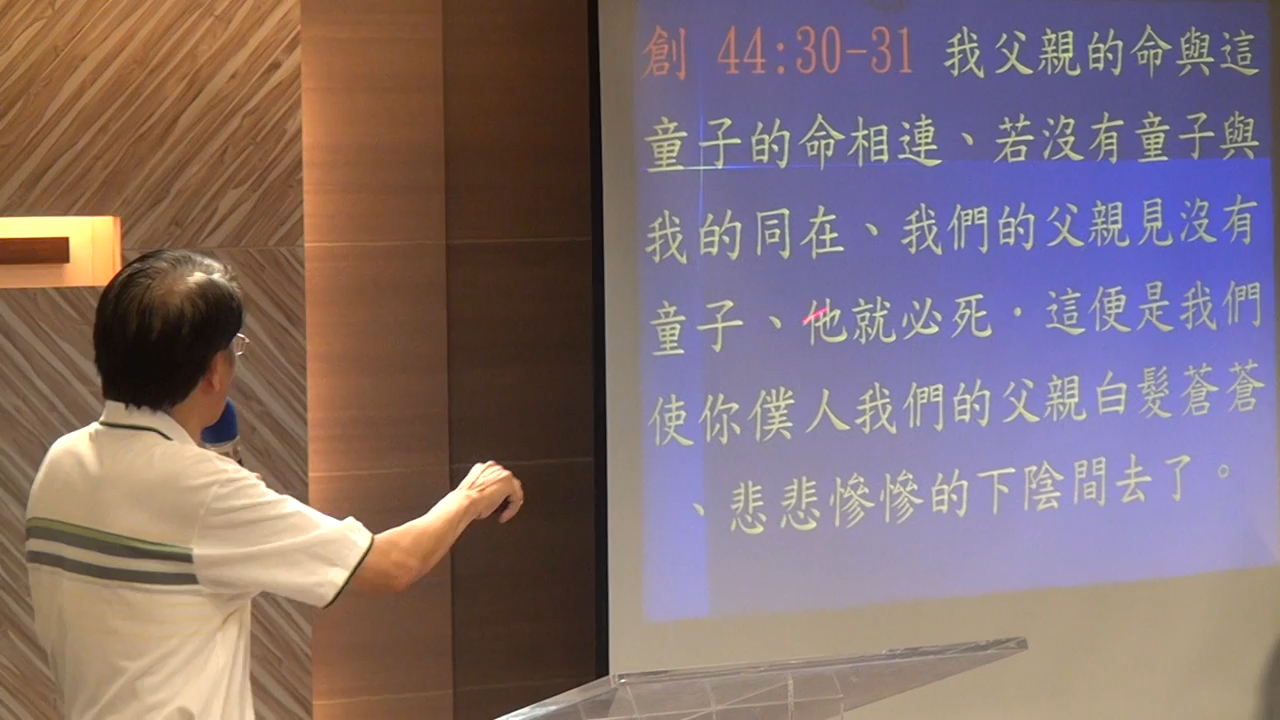 創 44:30-31 我父親的命與這
童子的命相連、若沒有童子與
我的同在、我們的父親見沒有
童子、他就必死．這便是我們
使你僕人我們的父親白髮蒼蒼
、悲悲慘慘的下陰間去了。